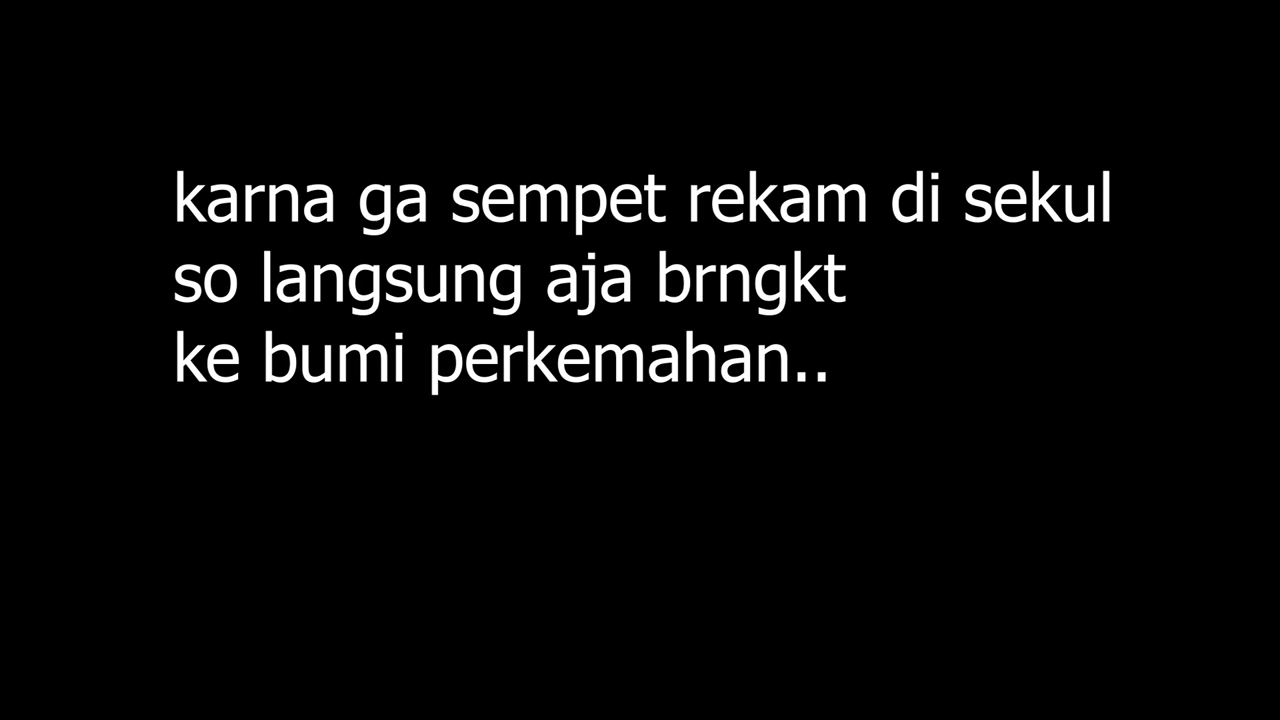 karna ga sempet rekam di sekul
so langsung aja brngkt
ke bumi perkemahan..